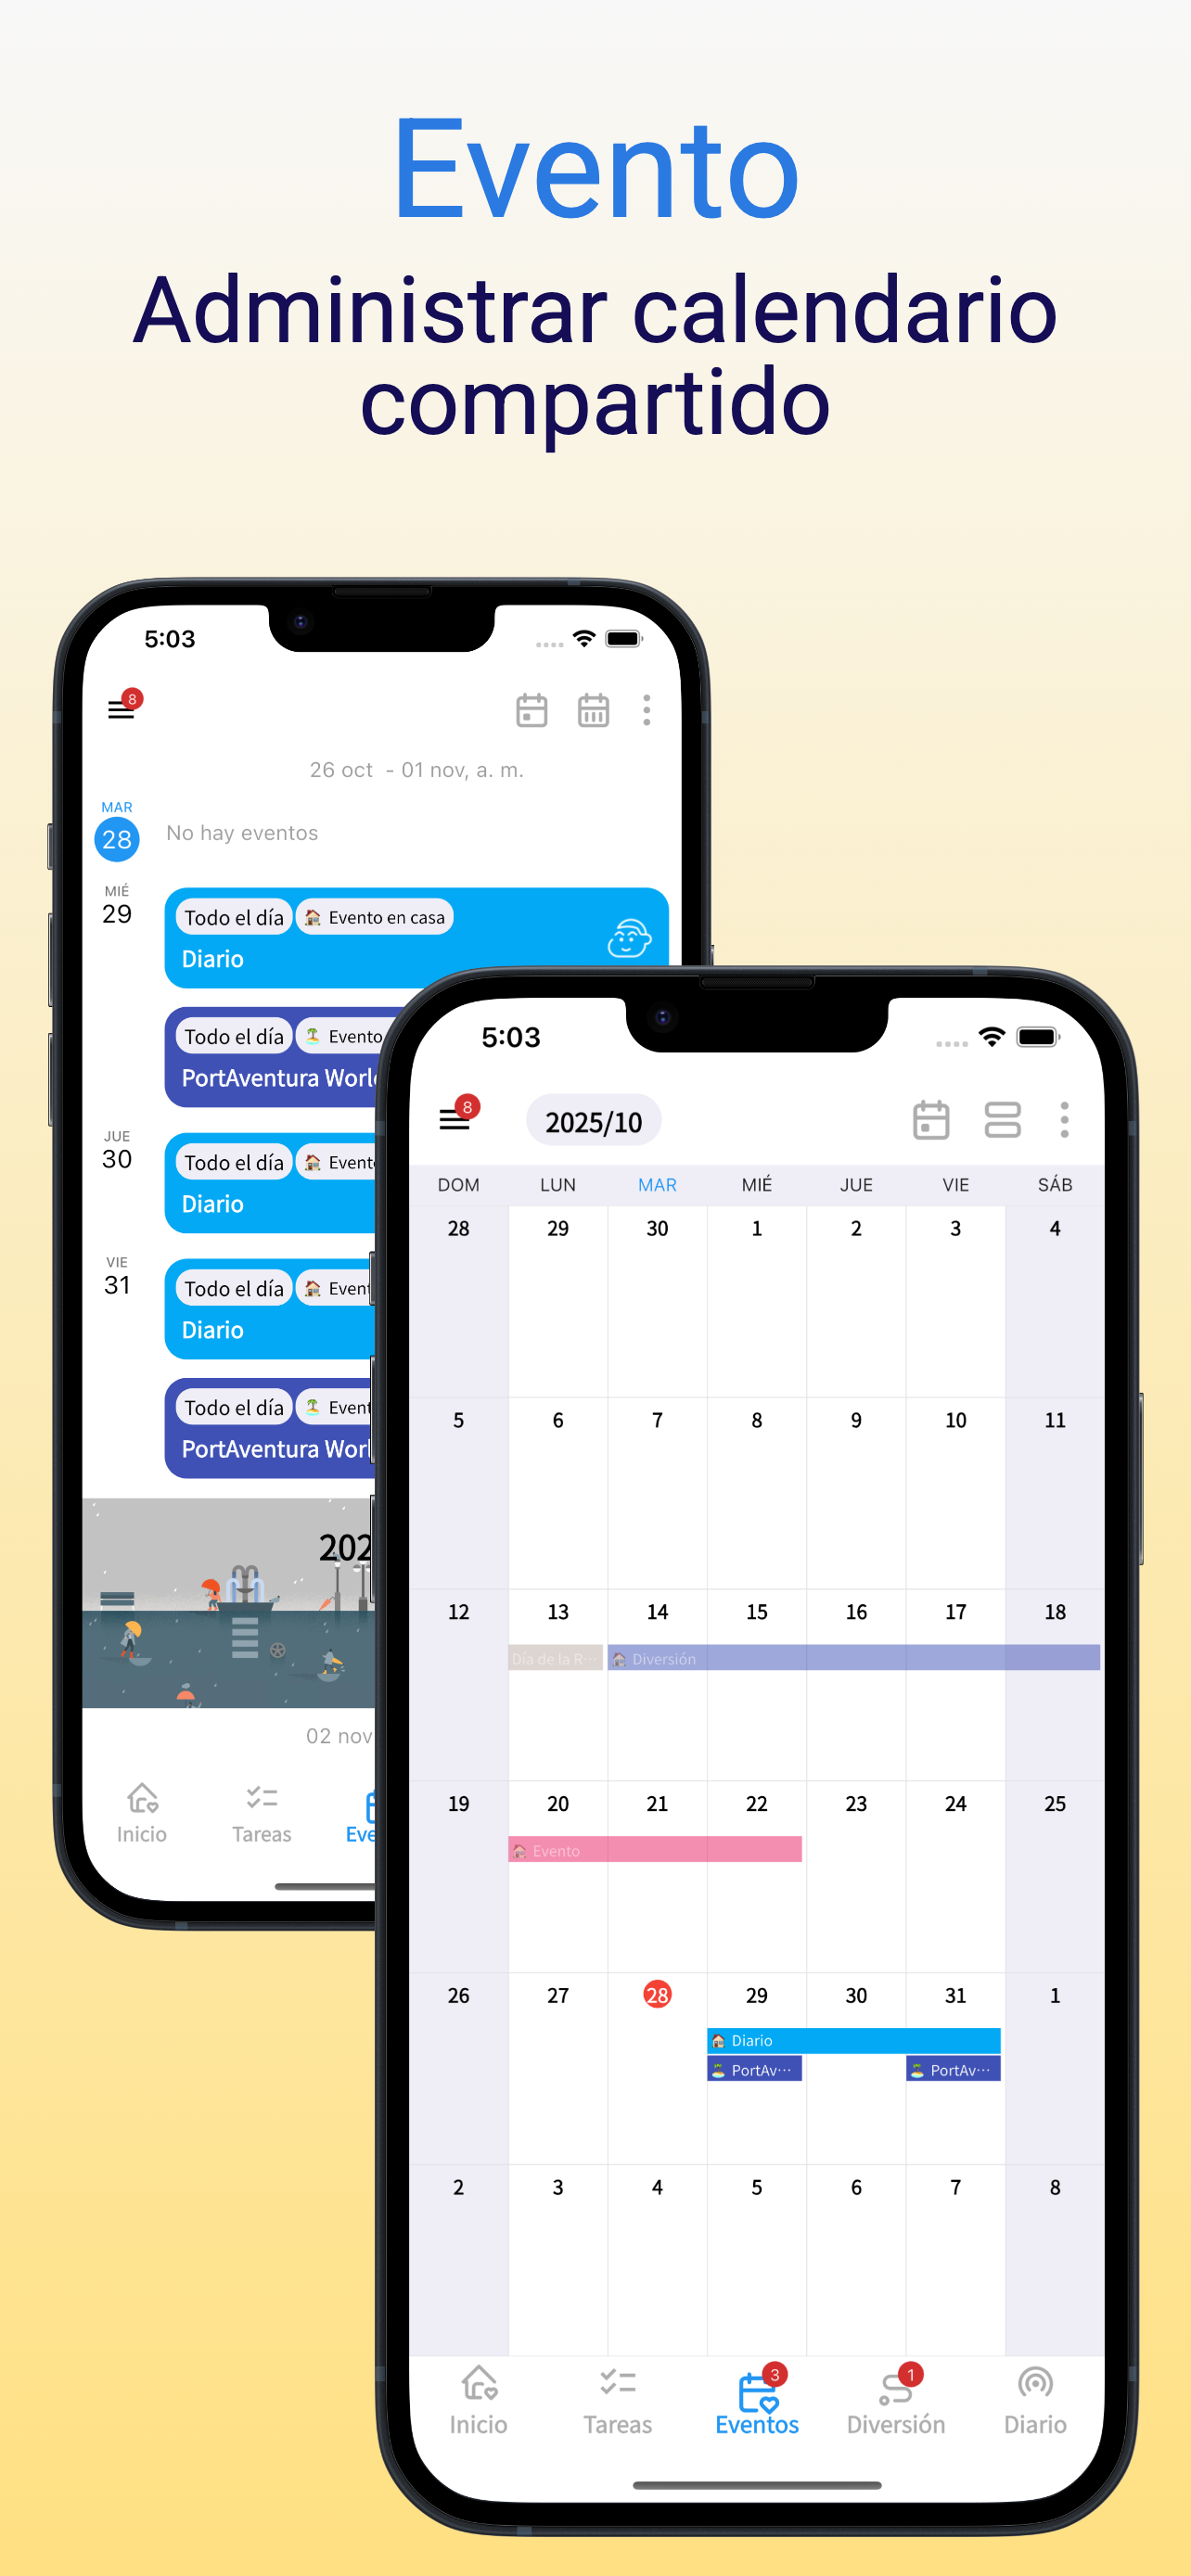 Evento
Administrar calendario
compartido
5:03
8
26 oct - 01 nov, a. m.
MAR
28
No hay eventos
MIÉ
29
Todo el día Evento en casa
Diario
Todo el día Evento
PortAventura Worl
JUE
30
Todo el día Event
Diario
VIE
31
Todo el día Event
Diario
Todo el día Event
PortAventura Worl
202
02 nov
Inicio Tareas Eve
5:03
8
2025/10
DOM LUN MAR MIÉ JUE VIE SÁB
28 29 30 1 2 3 4
5 6 7 8 9 10 11
12 13 14 15 16 17 18
Día de la R··· Diversión
19 20 21 22 23 24 25
Evento
26 27 28 29 30 31 1
Diario
PortAv··· PortAv···
2 3 4 5 6 7 8
3 1
Inicio Tareas Eventos Diversión Diario